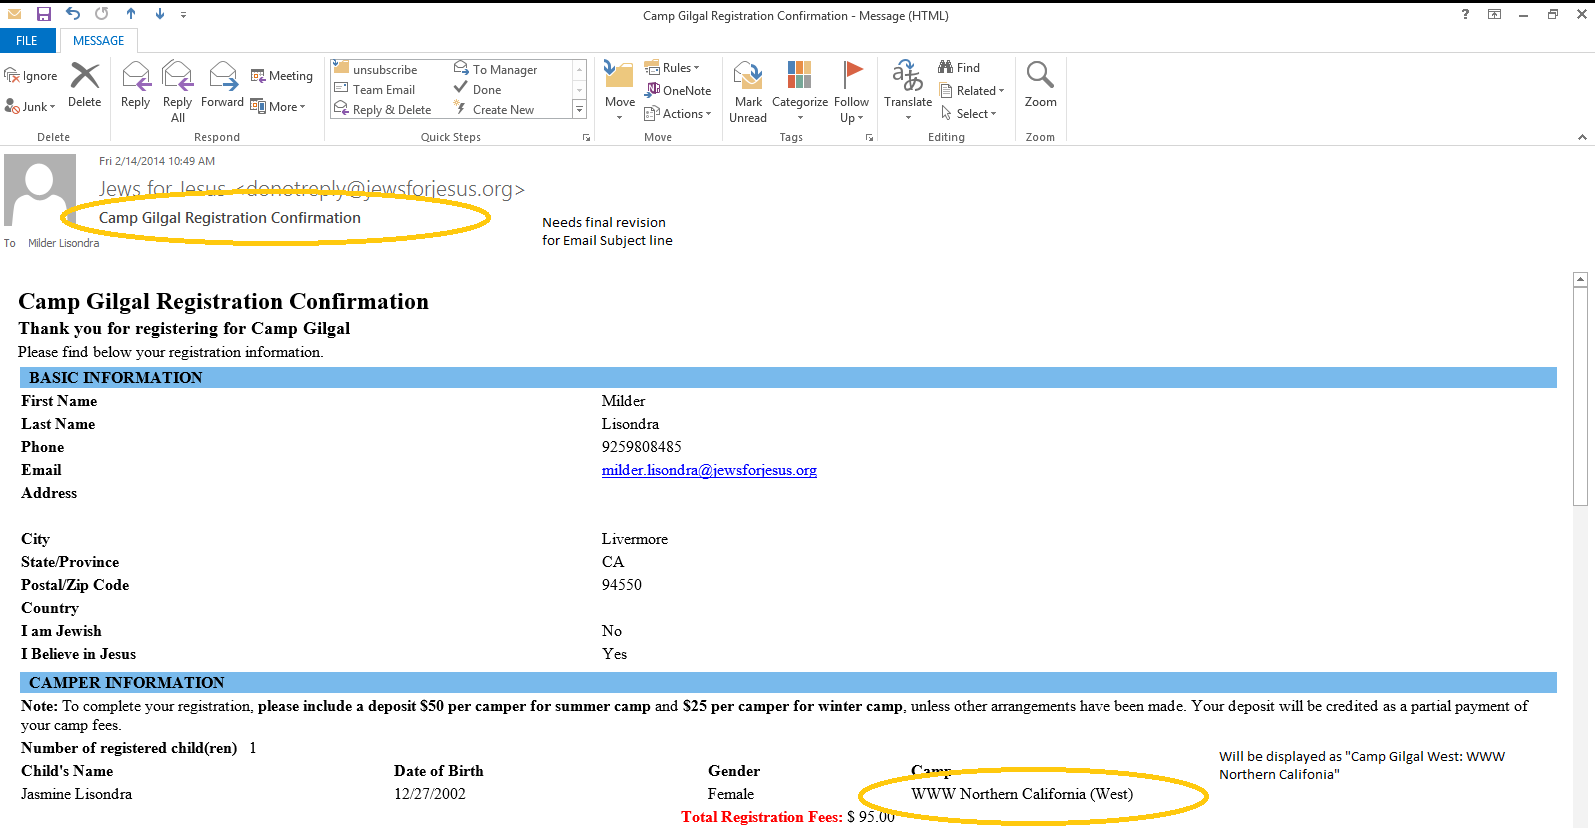 Camp Gilgal Registration Confirmation - Message (HTML)
FILE MESSAGE
Ignore
Junk
Delete
Reply
Reply All
Forward
Meeting
More
unsubscribe
Team Email
Reply & Delete
To Manager
Done
Create New
Move
Rules
OneNote
Actions
Mark Unread
Categorize
Follow Up
Translate
Find
Related
Select
Zoom
Delete Respond Quick Steps Move Tags Editing Zoom
Fri 2/14/2014 10:49 AM
Jews for Jesus <donotreply@jewsforjesus.org>
Camp Gilgal Registration Confirmation
To Milder Lisondra
Needs final revision
for Email Subject line
Camp Gilgal Registration Confirmation
Thank you for registering for Camp Gilgal
Please find below your registration information.
BASIC INFORMATION
First Name Milder
Last Name Lisondra
Phone 9259808485
Email milder.lisondra@jewsforjesus.org
Address
City Livermore
State/Province CA
Postal/Zip Code 94550
Country
I am Jewish No
I Believe in Jesus Yes
CAMPER INFORMATION
Note: To complete your registration, please include a deposit $50 per camper for summer camp and $25 per camper for winter camp, unless other arrangements have been made. Your deposit will be credited as a partial payment of
your camp fees.
Number of registered child(ren) 1
Child's Name Date of Birth Gender Camp
Jasmine Lisondra 12/27/2002 Female WWW Northern California (West)
Total Registration Fees: $ 95.00
Will be displayed as "Camp Gilgal West: WWW
Northern Califonia"